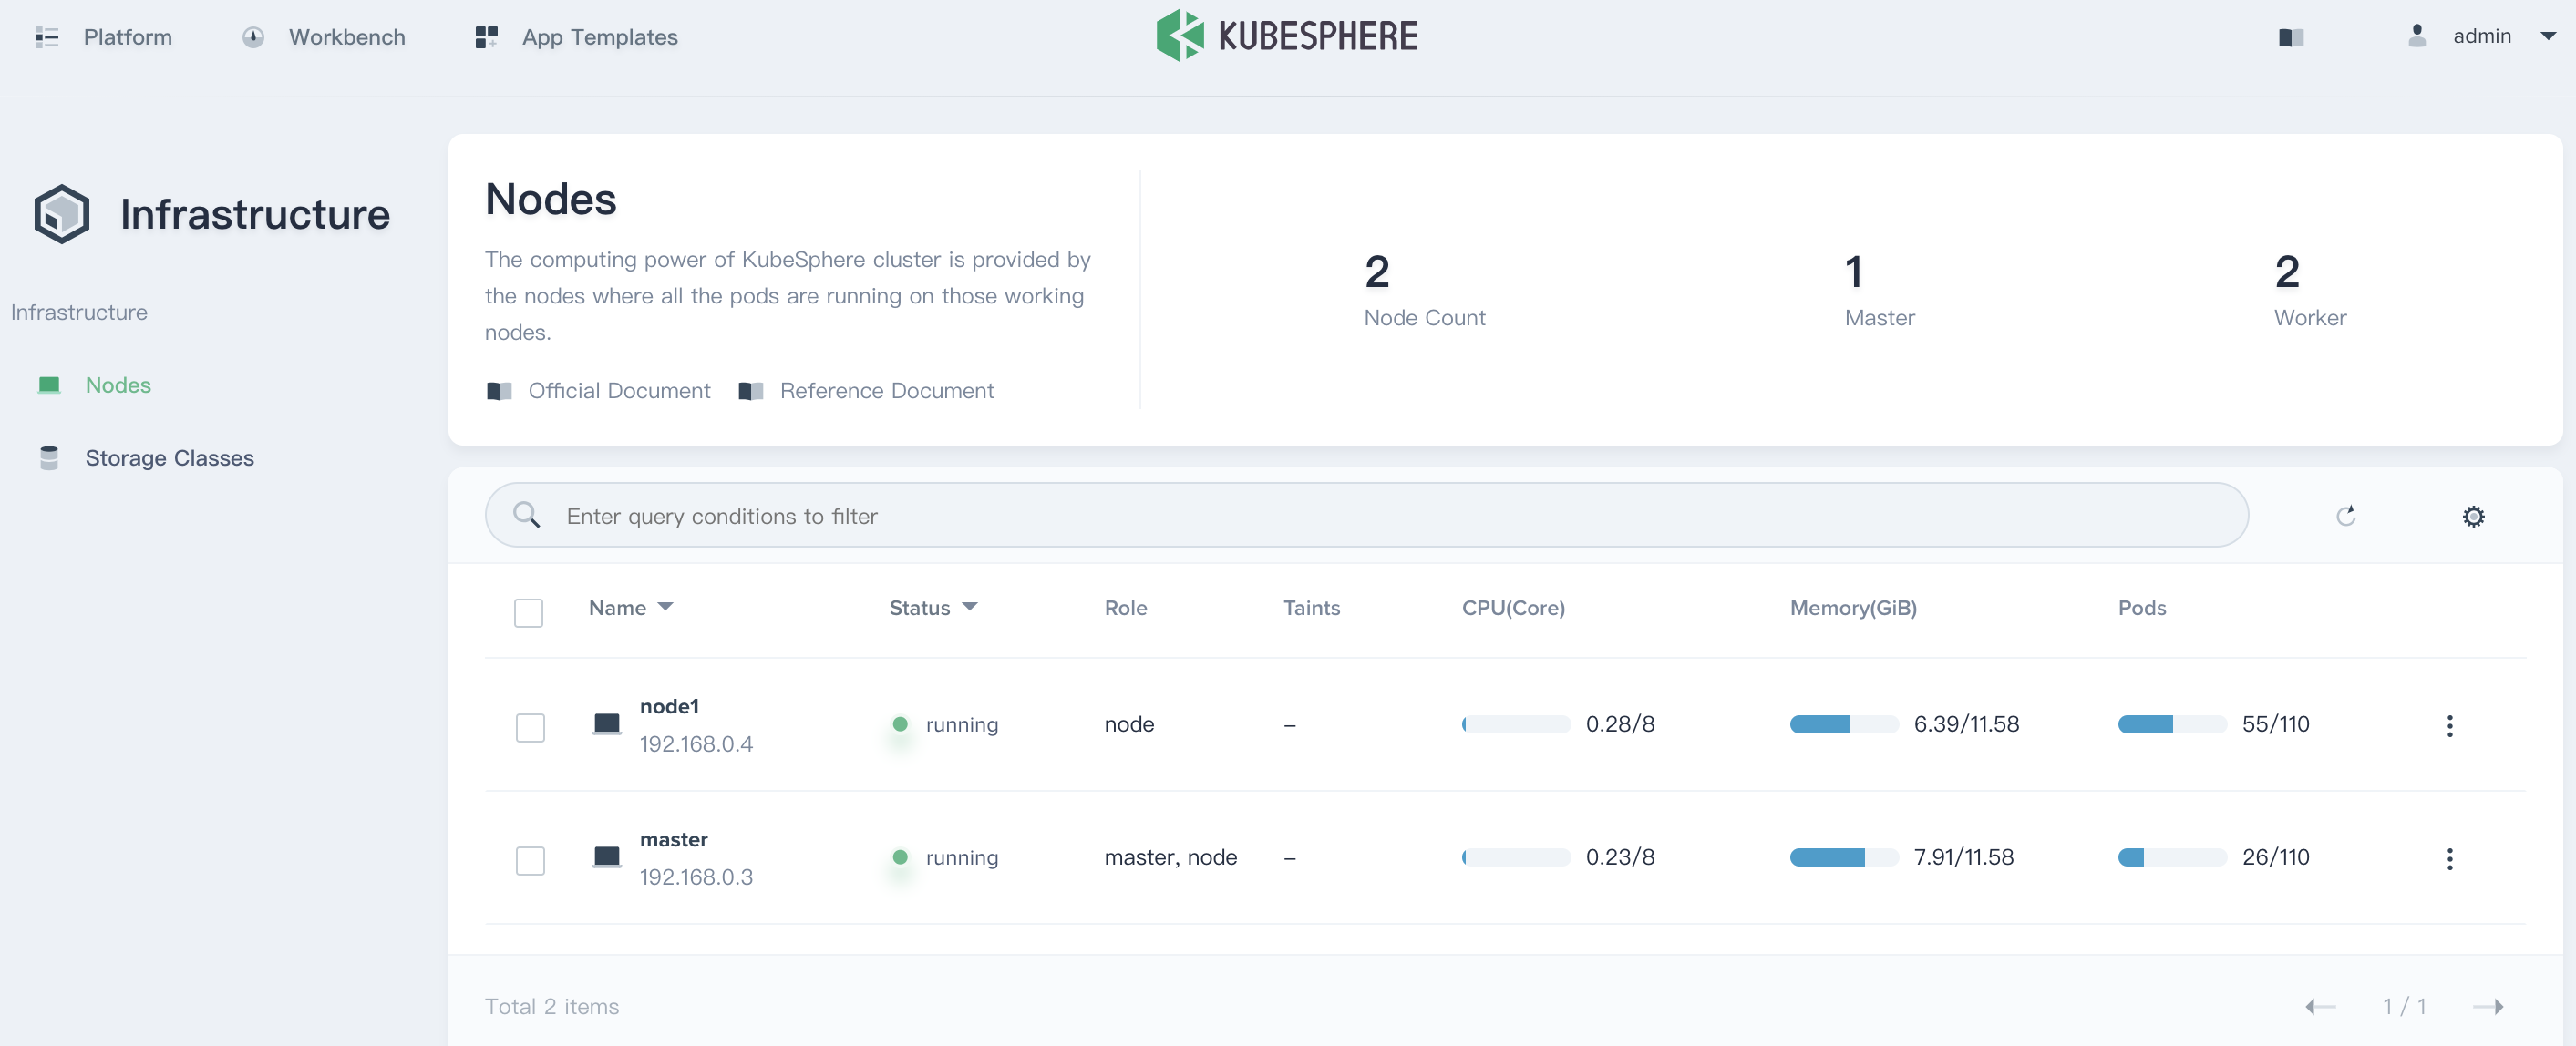 Platform
Workbench
App Templates
KUBESPHERE
admin
Infrastructure
Infrastructure
Nodes
Storage Classes
Nodes
The computing power of KubeSphere cluster is provided by
the nodes where all the pods are running on those working
nodes.
Official Document
Reference Document
2
Node Count
1
Master
2
Worker
Enter query conditions to filter
Name
Status
Role
Taints
CPU(Core)
Memory(GiB)
Pods
node1
192.168.0.4
running
node
–
0.28/8
6.39/11.58
55/110
master
192.168.0.3
running
master, node
–
0.23/8
7.91/11.58
26/110
Total 2 items
1 / 1